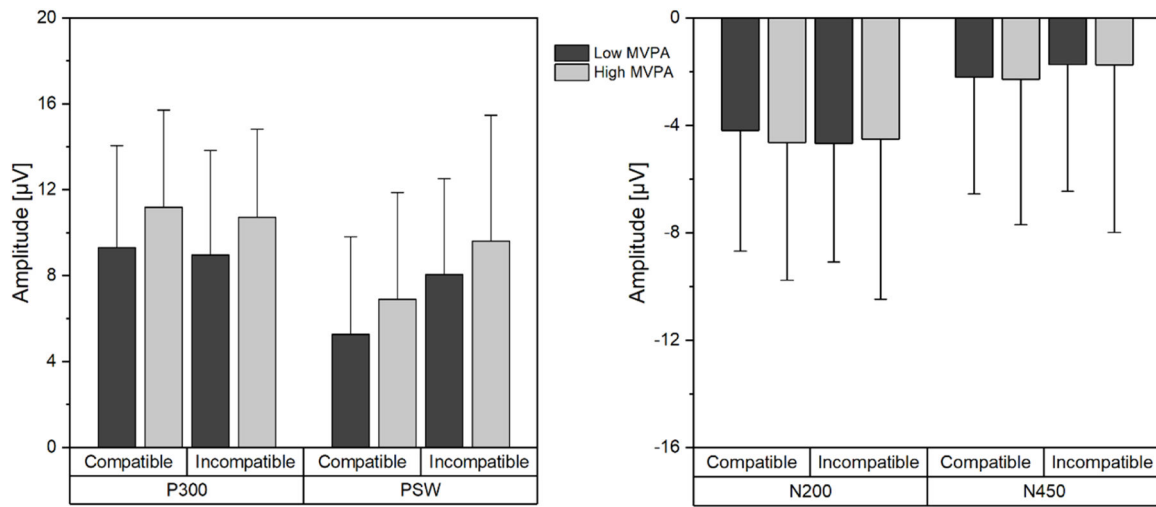 20
16
12
8
4
0
Amplitude [µV]
Compatible Incompatible Compatible Incompatible
P300 PSW
Low MVPA
High MVPA
0
-4
-8
-12
-16
Amplitude [µV]
Compatible Incompatible Compatible Incompatible
N200 N450